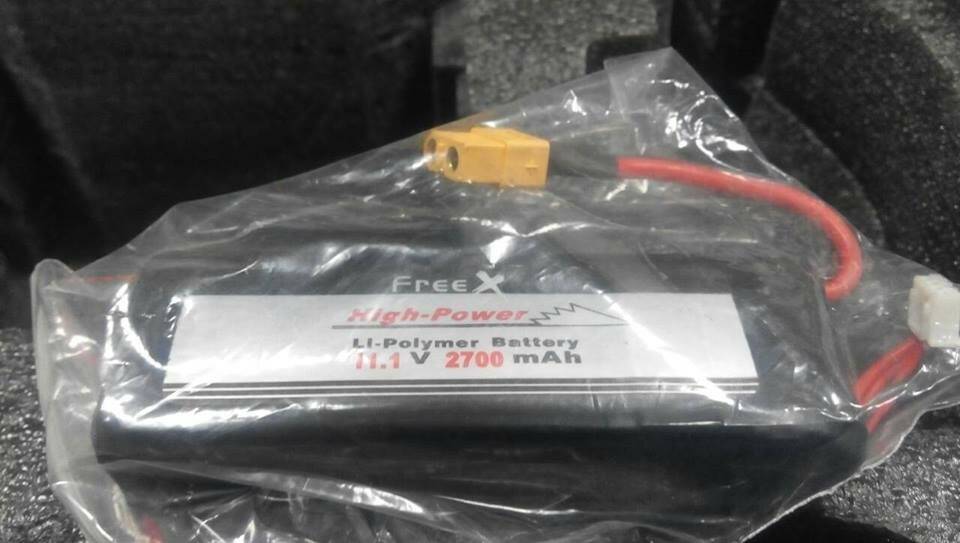 FreeX
High-Power
Li-Polymer Battery
11.1 V 2700 mAh